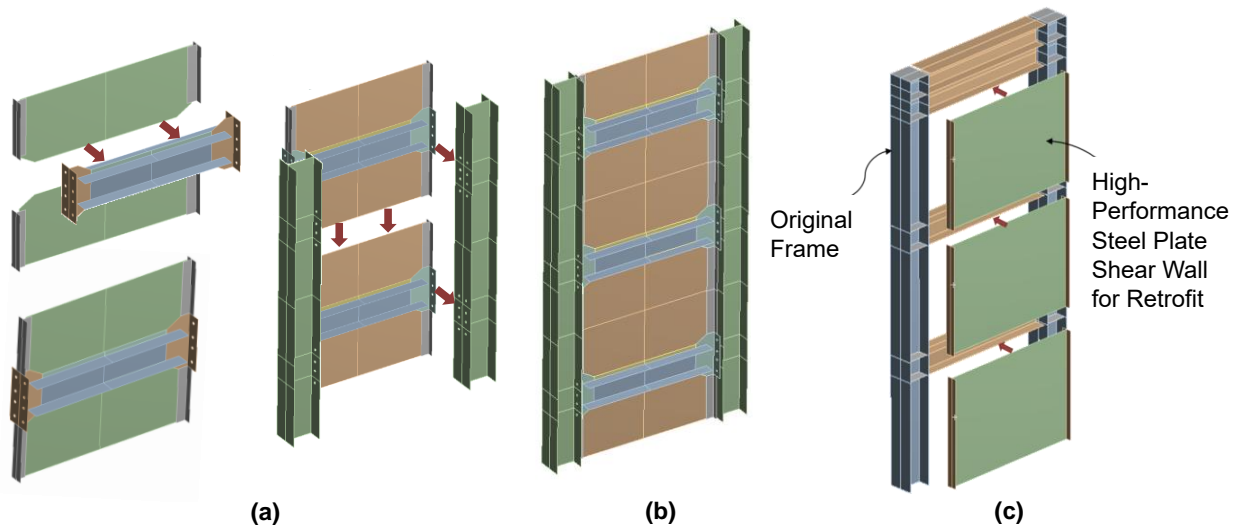 Original
Frame
High-
Performance
Steel Plate
Shear Wall
for Retrofit
(a)
(b)
(c)